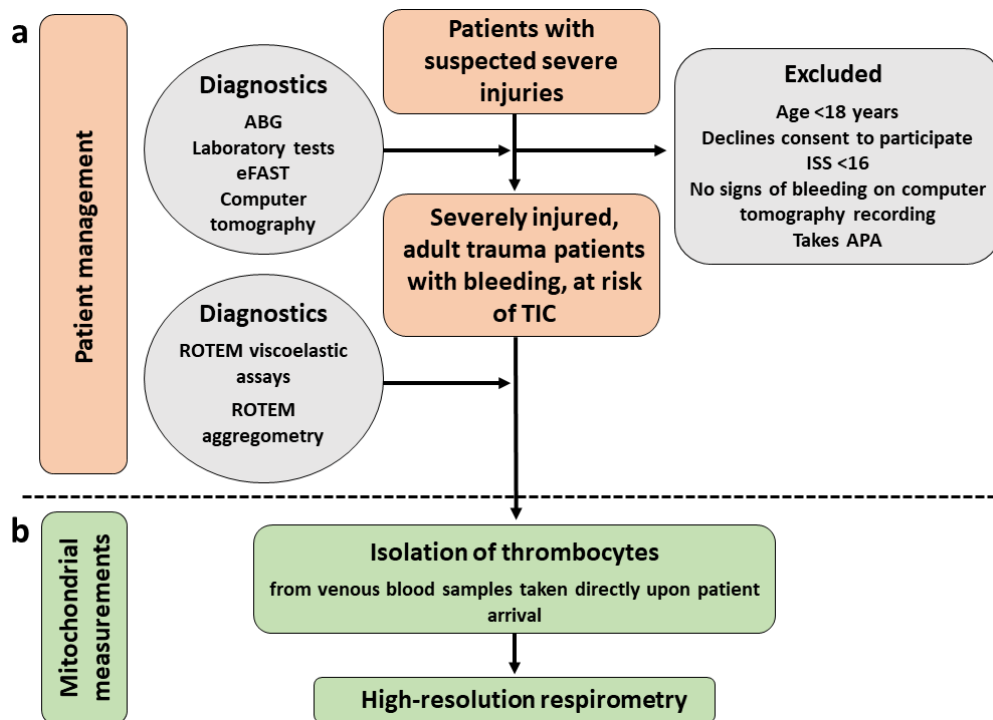 a
Patient management
Patients with
suspected severe
injuries
Diagnostics
ABG
Laboratory tests
eFAST
Computer
tomography
Excluded
Age <18 years
Declines consent to participate
ISS <16
No signs of bleeding on computer
tomography recording
Takes APA
Severely injured,
adult trauma patients
with bleeding, at risk
of TIC
Diagnostics
ROTEM viscoelastic
assays
ROTEM
aggregometry
b
Mitochondrial
measurements
Isolation of thrombocytes
from venous blood samples taken directly upon patient
arrival
High-resolution respirometry